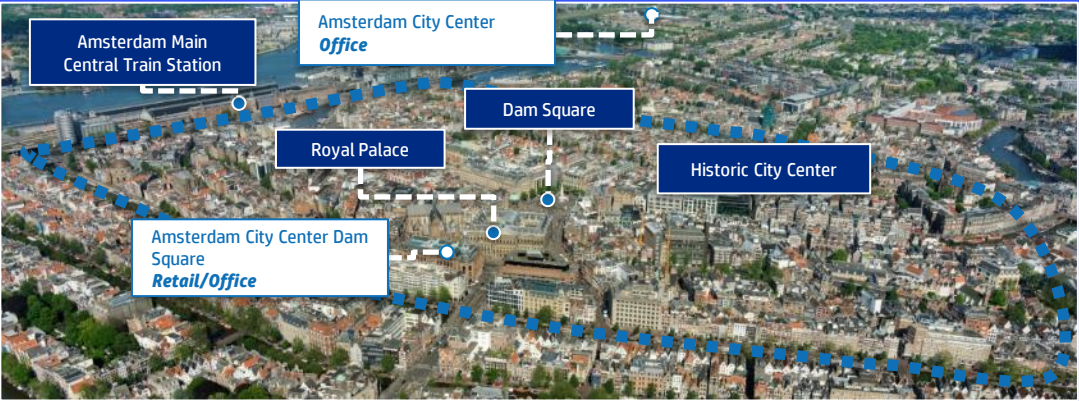 Amsterdam City Center
Office
Amsterdam Main
Central Train Station
Dam Square
Royal Palace
Historic City Center
Amsterdam City Center Dam
Square
Retail/Office